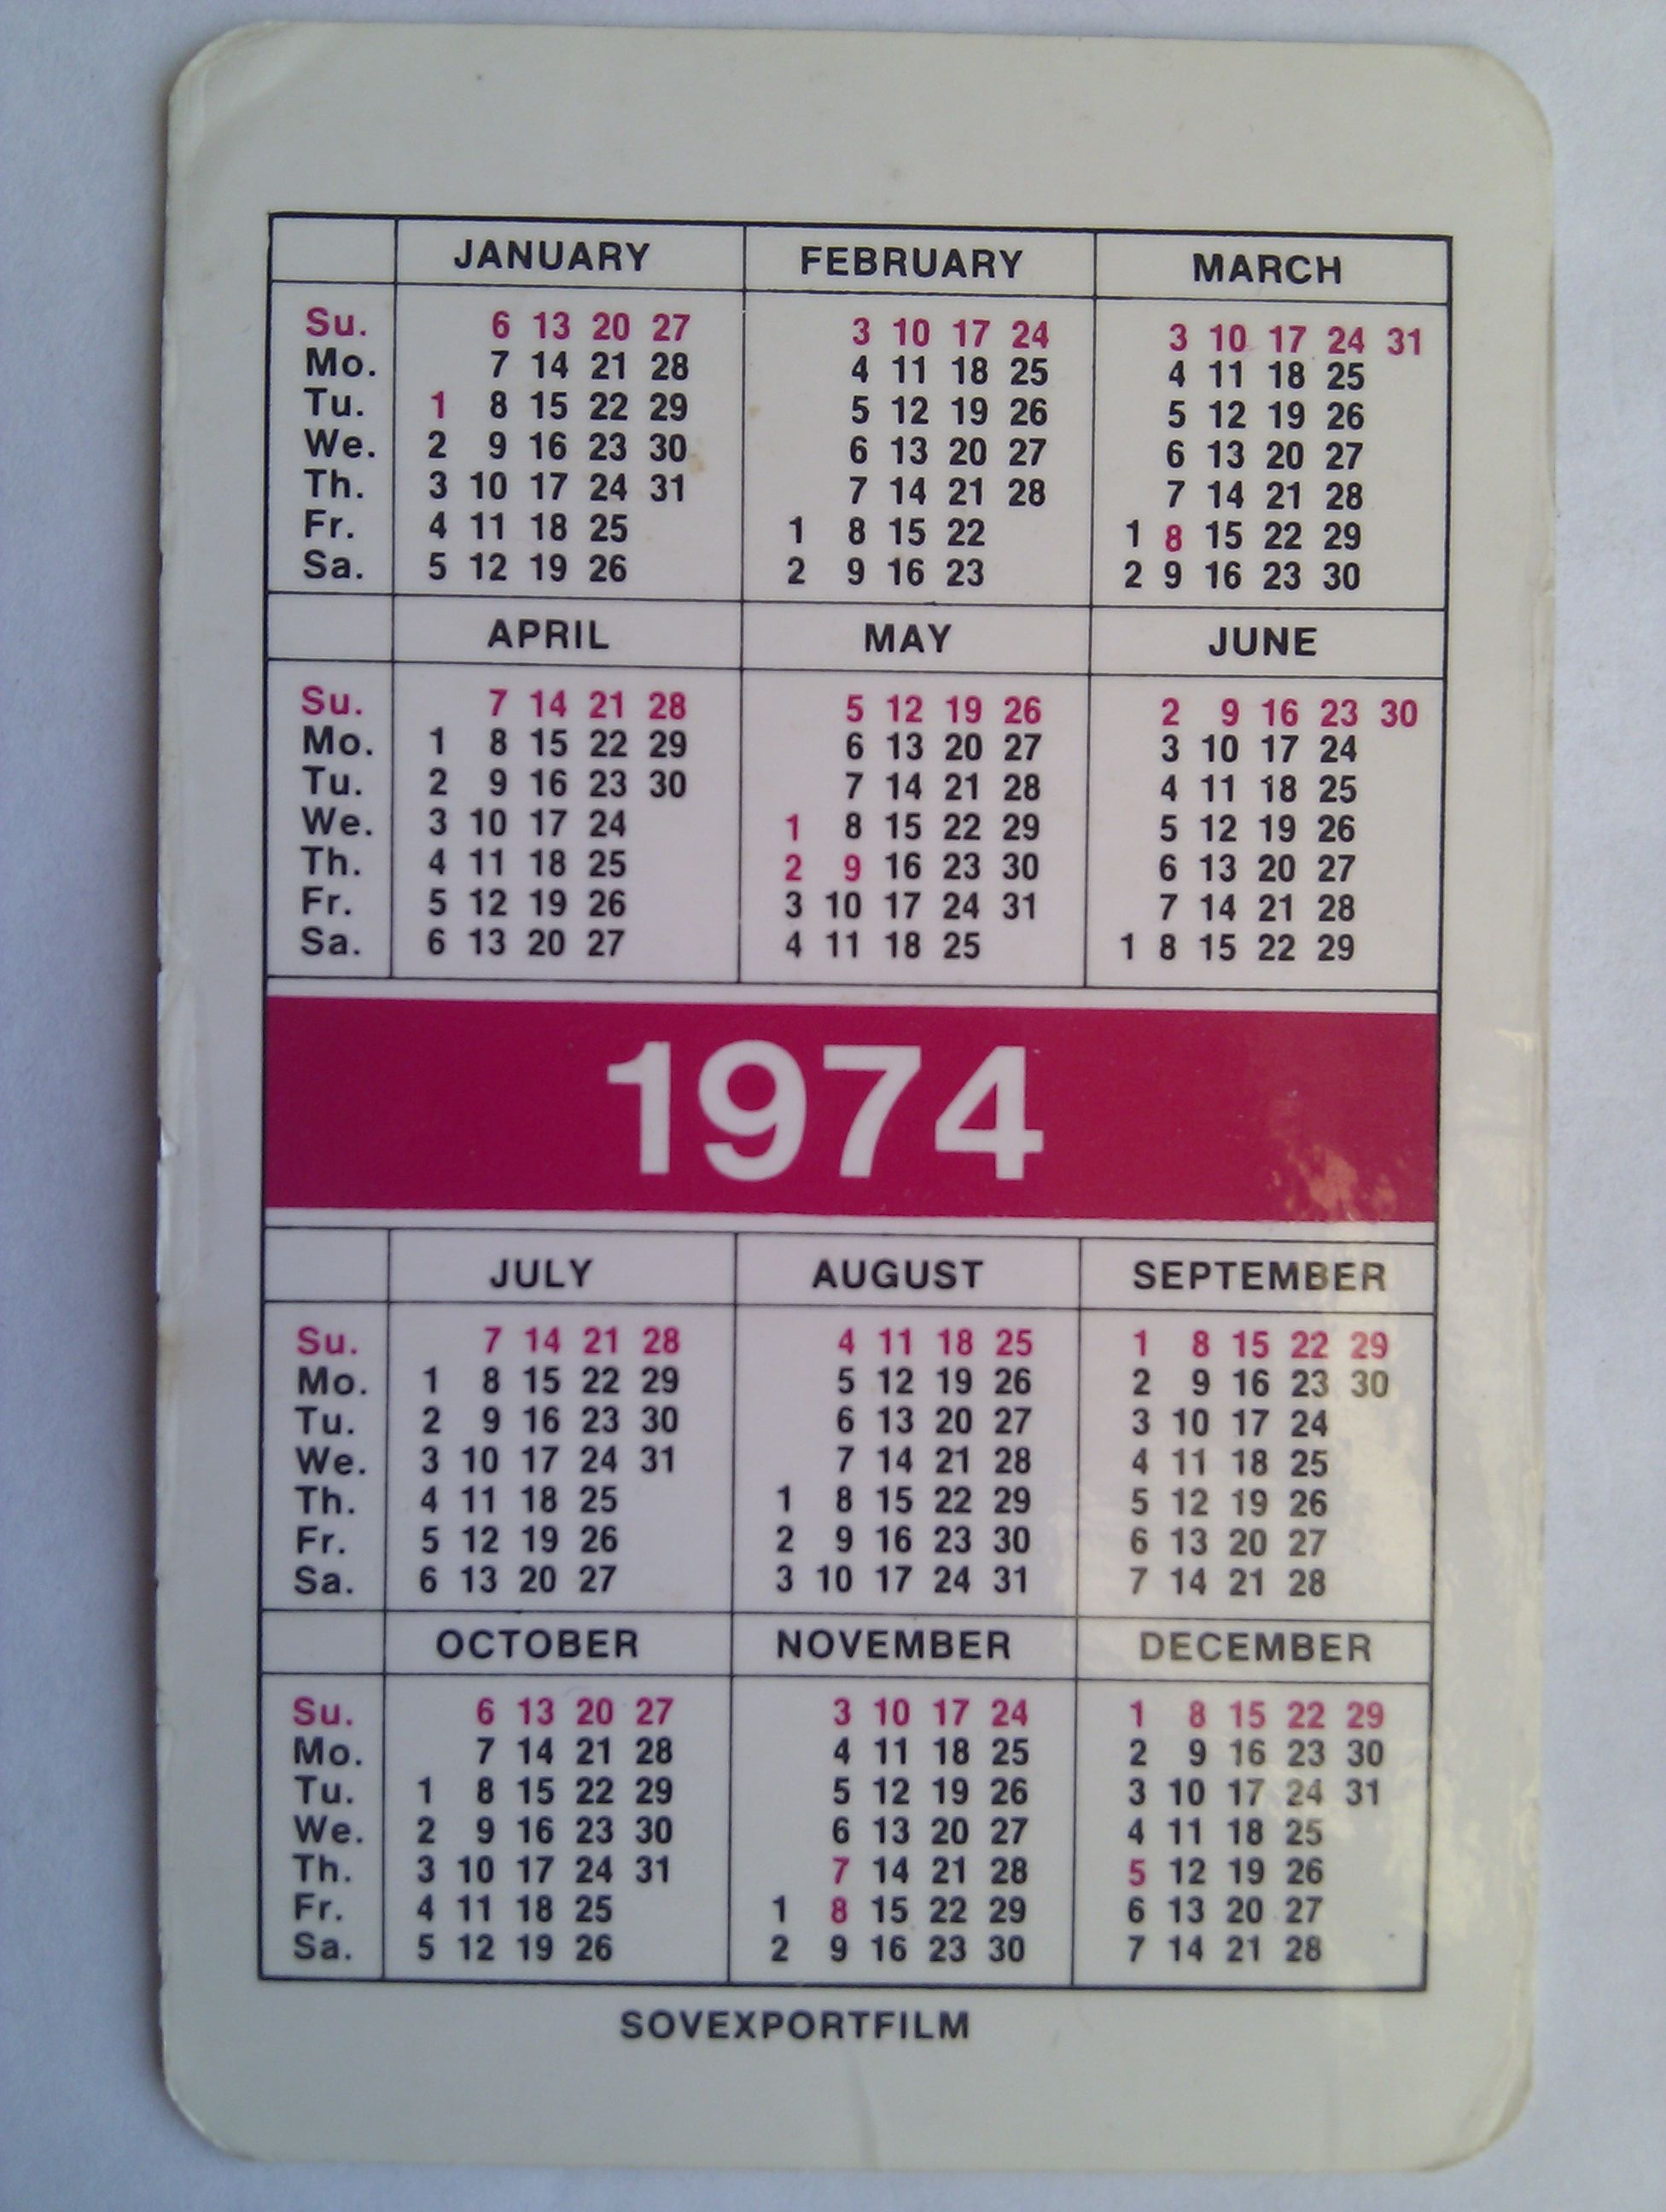 JANUARY FEBRUARY MARCH
Su. 6 13 20 27 3 10 17 24 3 10 17 24 31
Mo. 7 14 21 28 4 11 18 25 4 11 18 25
Tu. 1 8 15 22 29 5 12 19 26 5 12 19 26
We. 2 9 16 23 30 6 13 20 27 6 13 20 27
Th. 3 10 17 24 31 7 14 21 28 7 14 21 28
Fr. 4 11 18 25 1 8 15 22 1 8 15 22 29
Sa. 5 12 19 26 2 9 16 23 2 9 16 23 30
APRIL MAY JUNE
Su. 7 14 21 28 5 12 19 26 2 9 16 23 30
Mo. 1 8 15 22 29 6 13 20 27 3 10 17 24
Tu. 2 9 16 23 30 7 14 21 28 4 11 18 25
We. 3 10 17 24 1 8 15 22 29 5 12 19 26
Th. 4 11 18 25 2 9 16 23 30 6 13 20 27
Fr. 5 12 19 26 3 10 17 24 31 7 14 21 28
Sa. 6 13 20 27 4 11 18 25 1 8 15 22 29
1974
JULY AUGUST SEPTEMBER
Su. 7 14 21 28 4 11 18 25 1 8 15 22 29
Mo. 1 8 15 22 29 5 12 19 26 2 9 16 23 30
Tu. 2 9 16 23 30 6 13 20 27 3 10 17 24
We. 3 10 17 24 31 7 14 21 28 4 11 18 25
Th. 4 11 18 25 1 8 15 22 29 5 12 19 26
Fr. 5 12 19 26 2 9 16 23 30 6 13 20 27
Sa. 6 13 20 27 3 10 17 24 31 7 14 21 28
OCTOBER NOVEMBER DECEMBER
Su. 6 13 20 27 3 10 17 24 1 8 15 22 29
Mo. 7 14 21 28 4 11 18 25 2 9 16 23 30
Tu. 1 8 15 22 29 5 12 19 26 3 10 17 24 31
We. 2 9 16 23 30 6 13 20 27 4 11 18 25
Th. 3 10 17 24 31 7 14 21 28 5 12 19 26
Fr. 4 11 18 25 1 8 15 22 29 6 13 20 27
Sa. 5 12 19 26 2 9 16 23 30 7 14 21 28
SOVEXPORTFILM